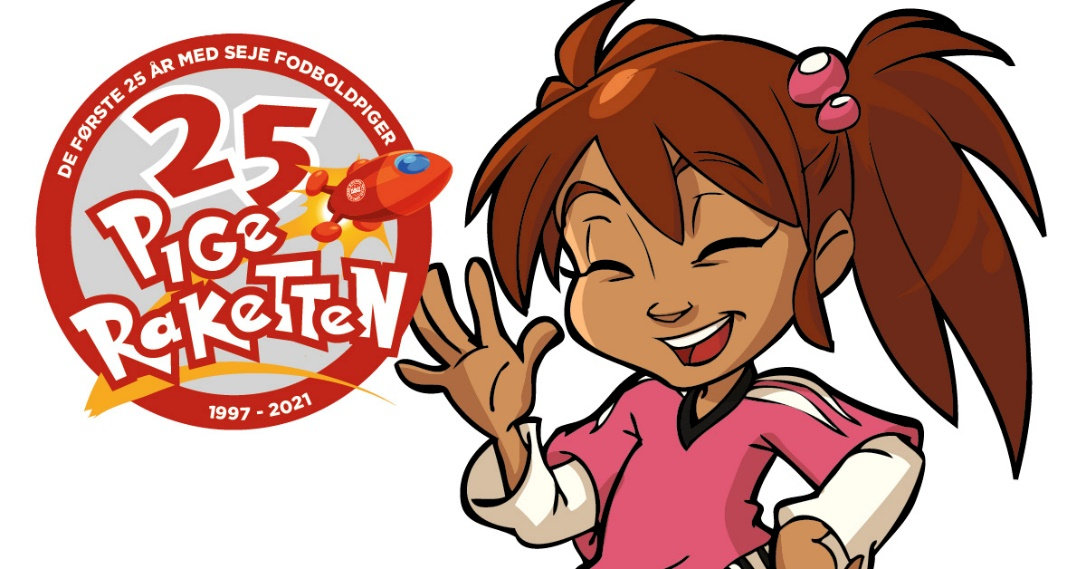 DE FØRSTE 25 ÅR MED SEJE FODBOLDPIGER
25
PiGe
RaKeTTeN
1997 - 2021